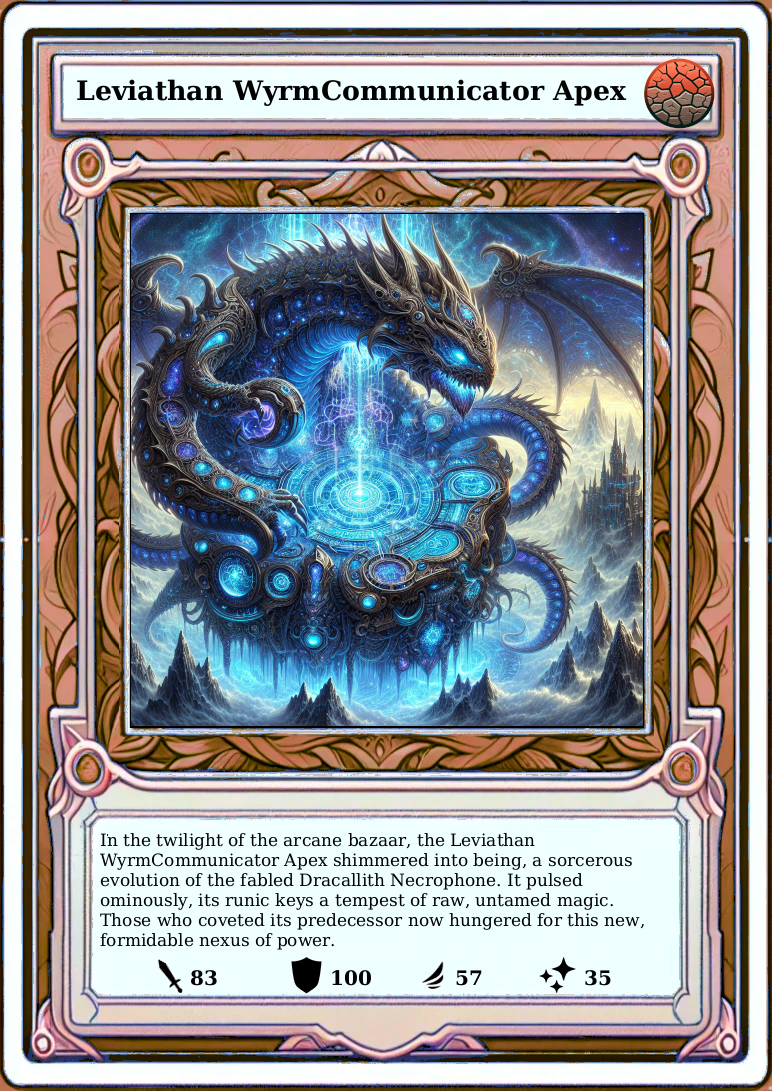 Leviathan WyrmCommunicator Apex
In the twilight of the arcane bazaar, the Leviathan
WyrmCommunicator Apex shimmered into being, a sorcerous
evolution of the fabled Dracallith Necrophone. It pulsed
ominously, its runic keys a tempest of raw, untamed magic.
Those who coveted its predecessor now hungered for this new,
formidable nexus of power.
83 100 57 35